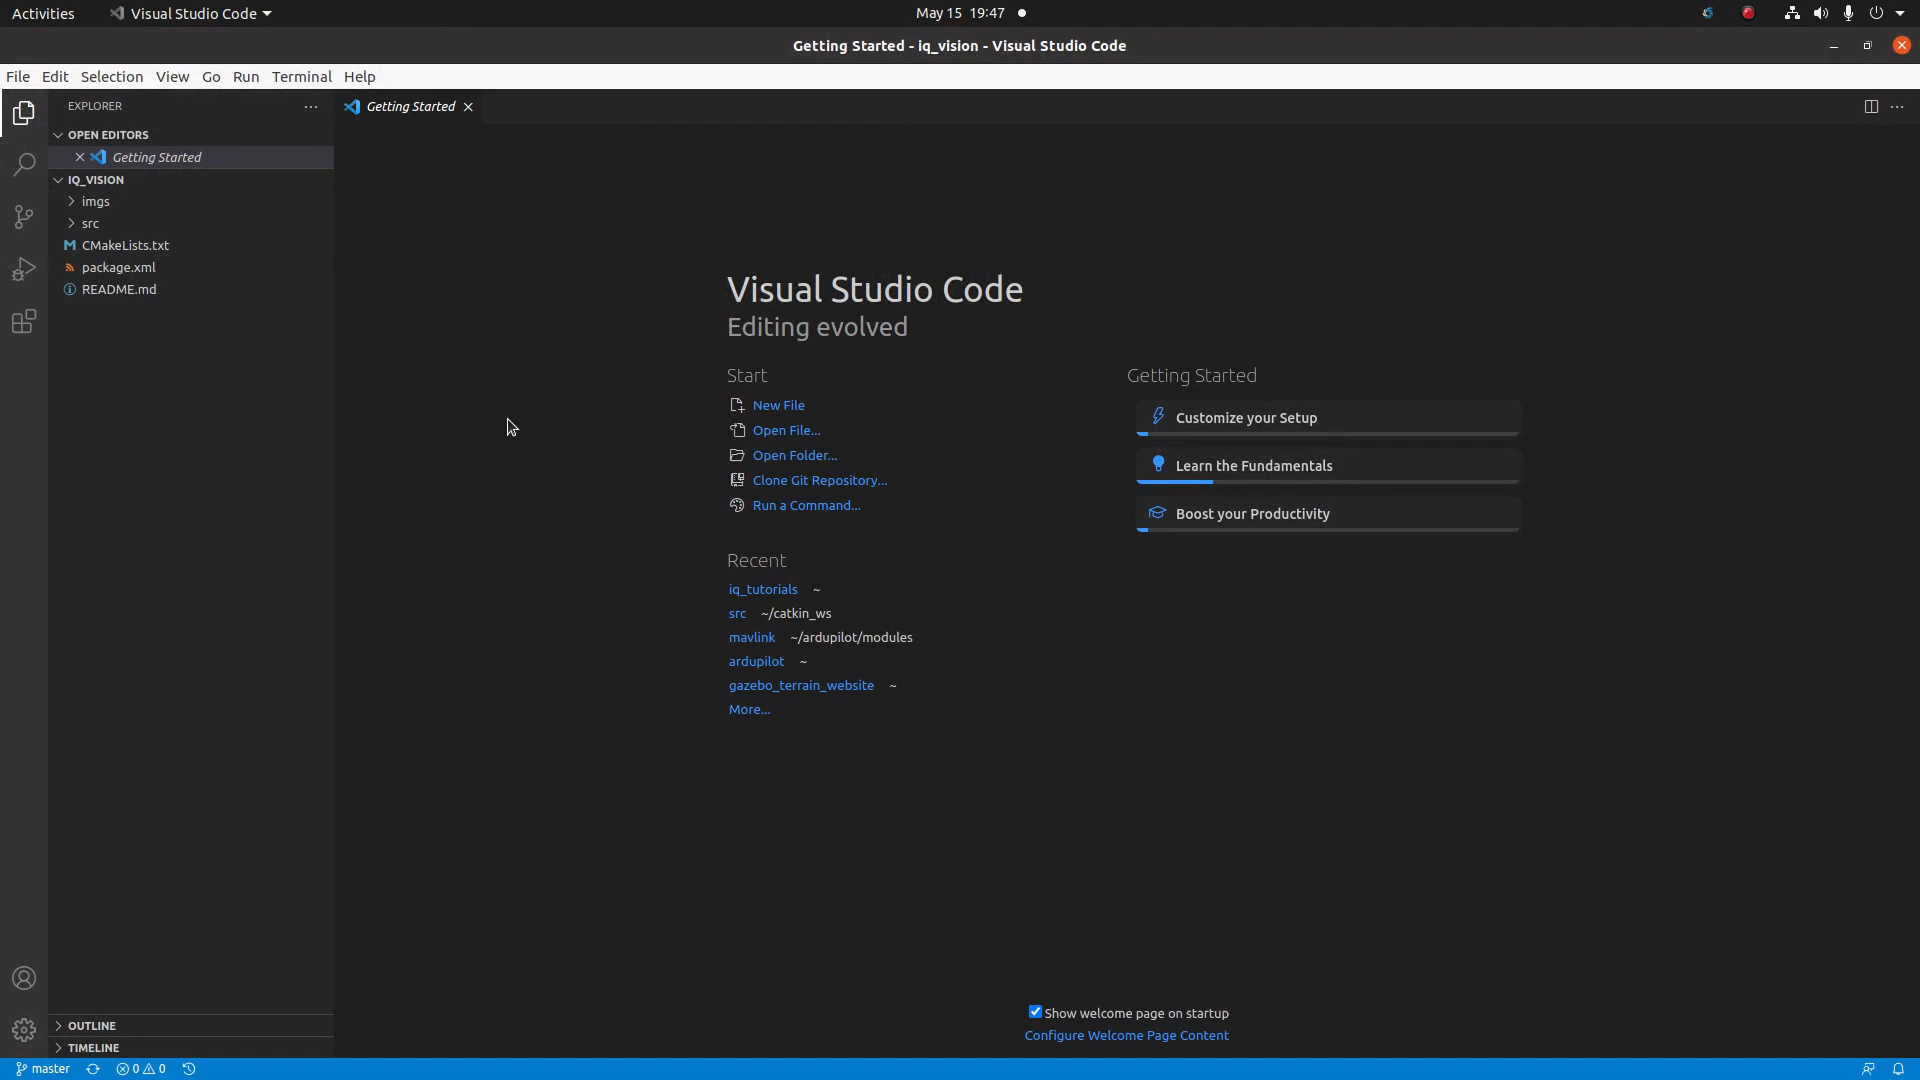 Activities Visual Studio Code May 15 19:47
Getting Started - iq_vision - Visual Studio Code
File Edit Selection View Go Run Terminal Help
EXPLORER
Getting Started
OPEN EDITORS
Getting Started
IQ_VISION
imgs
src
CMakeLists.txt
package.xml
README.md
Visual Studio Code
Editing evolved
Start
New File
Open File...
Open Folder...
Clone Git Repository...
Run a Command...
Recent
iq_tutorials ~
src ~/catkin_ws
mavlink ~/ardupilot/modules
ardupilot ~
gazebo_terrain_website ~
More...
Getting Started
Customize your Setup
Learn the Fundamentals
Boost your Productivity
Show welcome page on startup
Configure Welcome Page Content
OUTLINE
TIMELINE
master 0 0